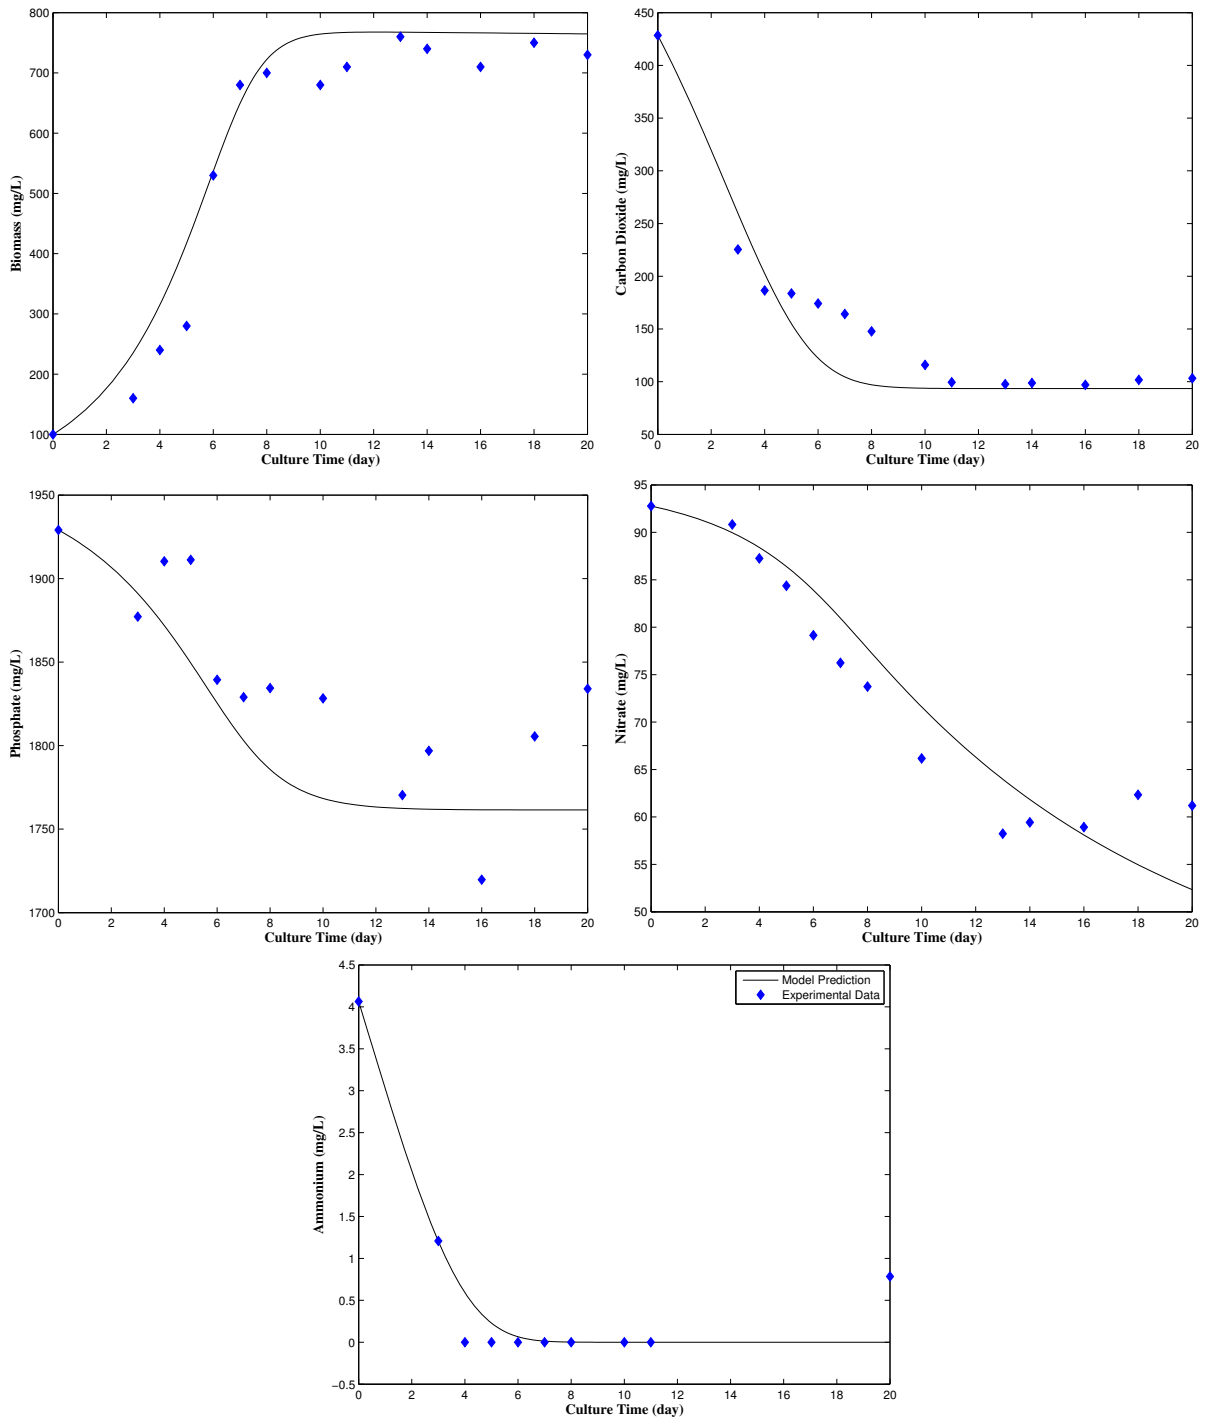 800
700
600
500
400
300
200
100
0 2 4 6 8 10 12 14 16 18 20
Culture Time (day)
Biomass (mg/L)
450
400
350
300
250
200
150
100
50
0 2 4 6 8 10 12 14 16 18 20
Culture Time (day)
Carbon Dioxide (mg/L)
1950
1900
1850
1800
1750
1700
0 2 4 6 8 10 12 14 16 18 20
Culture Time (day)
Phosphate (mg/L)
95
90
85
80
75
70
65
60
55
50
0 2 4 6 8 10 12 14 16 18 20
Culture Time (day)
Nitrate (mg/L)
4.5
4
3.5
3
2.5
2
1.5
1
0.5
0
−0.5
0 2 4 6 8 10 12 14 16 18 20
Culture Time (day)
Ammonium (mg/L)
Model Prediction
Experimental Data